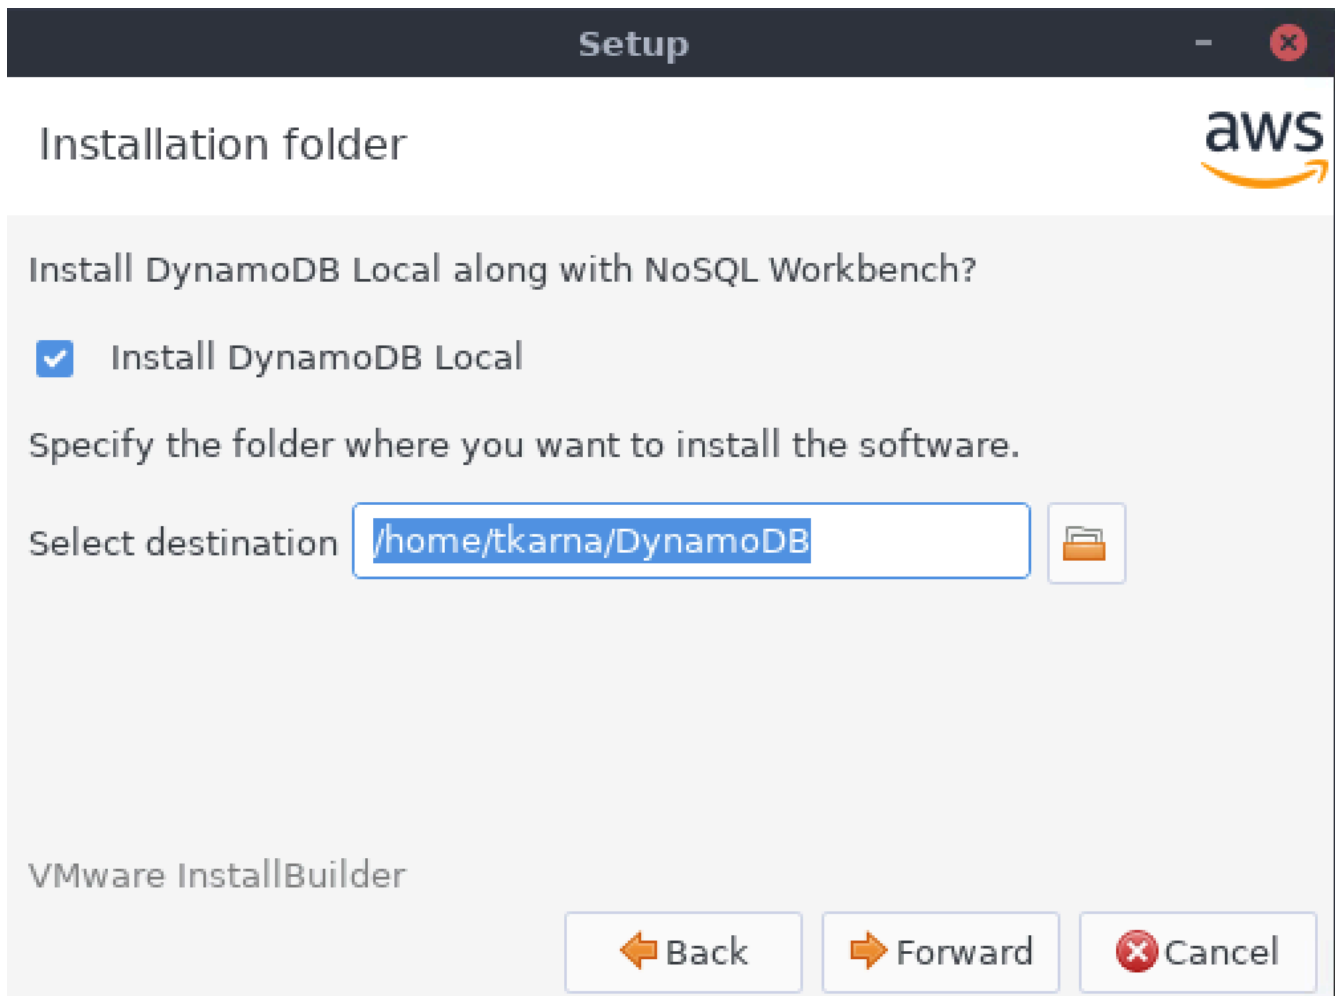 Setup
Installation folder
aws
Install DynamoDB Local along with NoSQL Workbench?
Install DynamoDB Local
Specify the folder where you want to install the software.
Select destination /home/tkarna/DynamoDB
VMware InstallBuilder
Back Forward Cancel